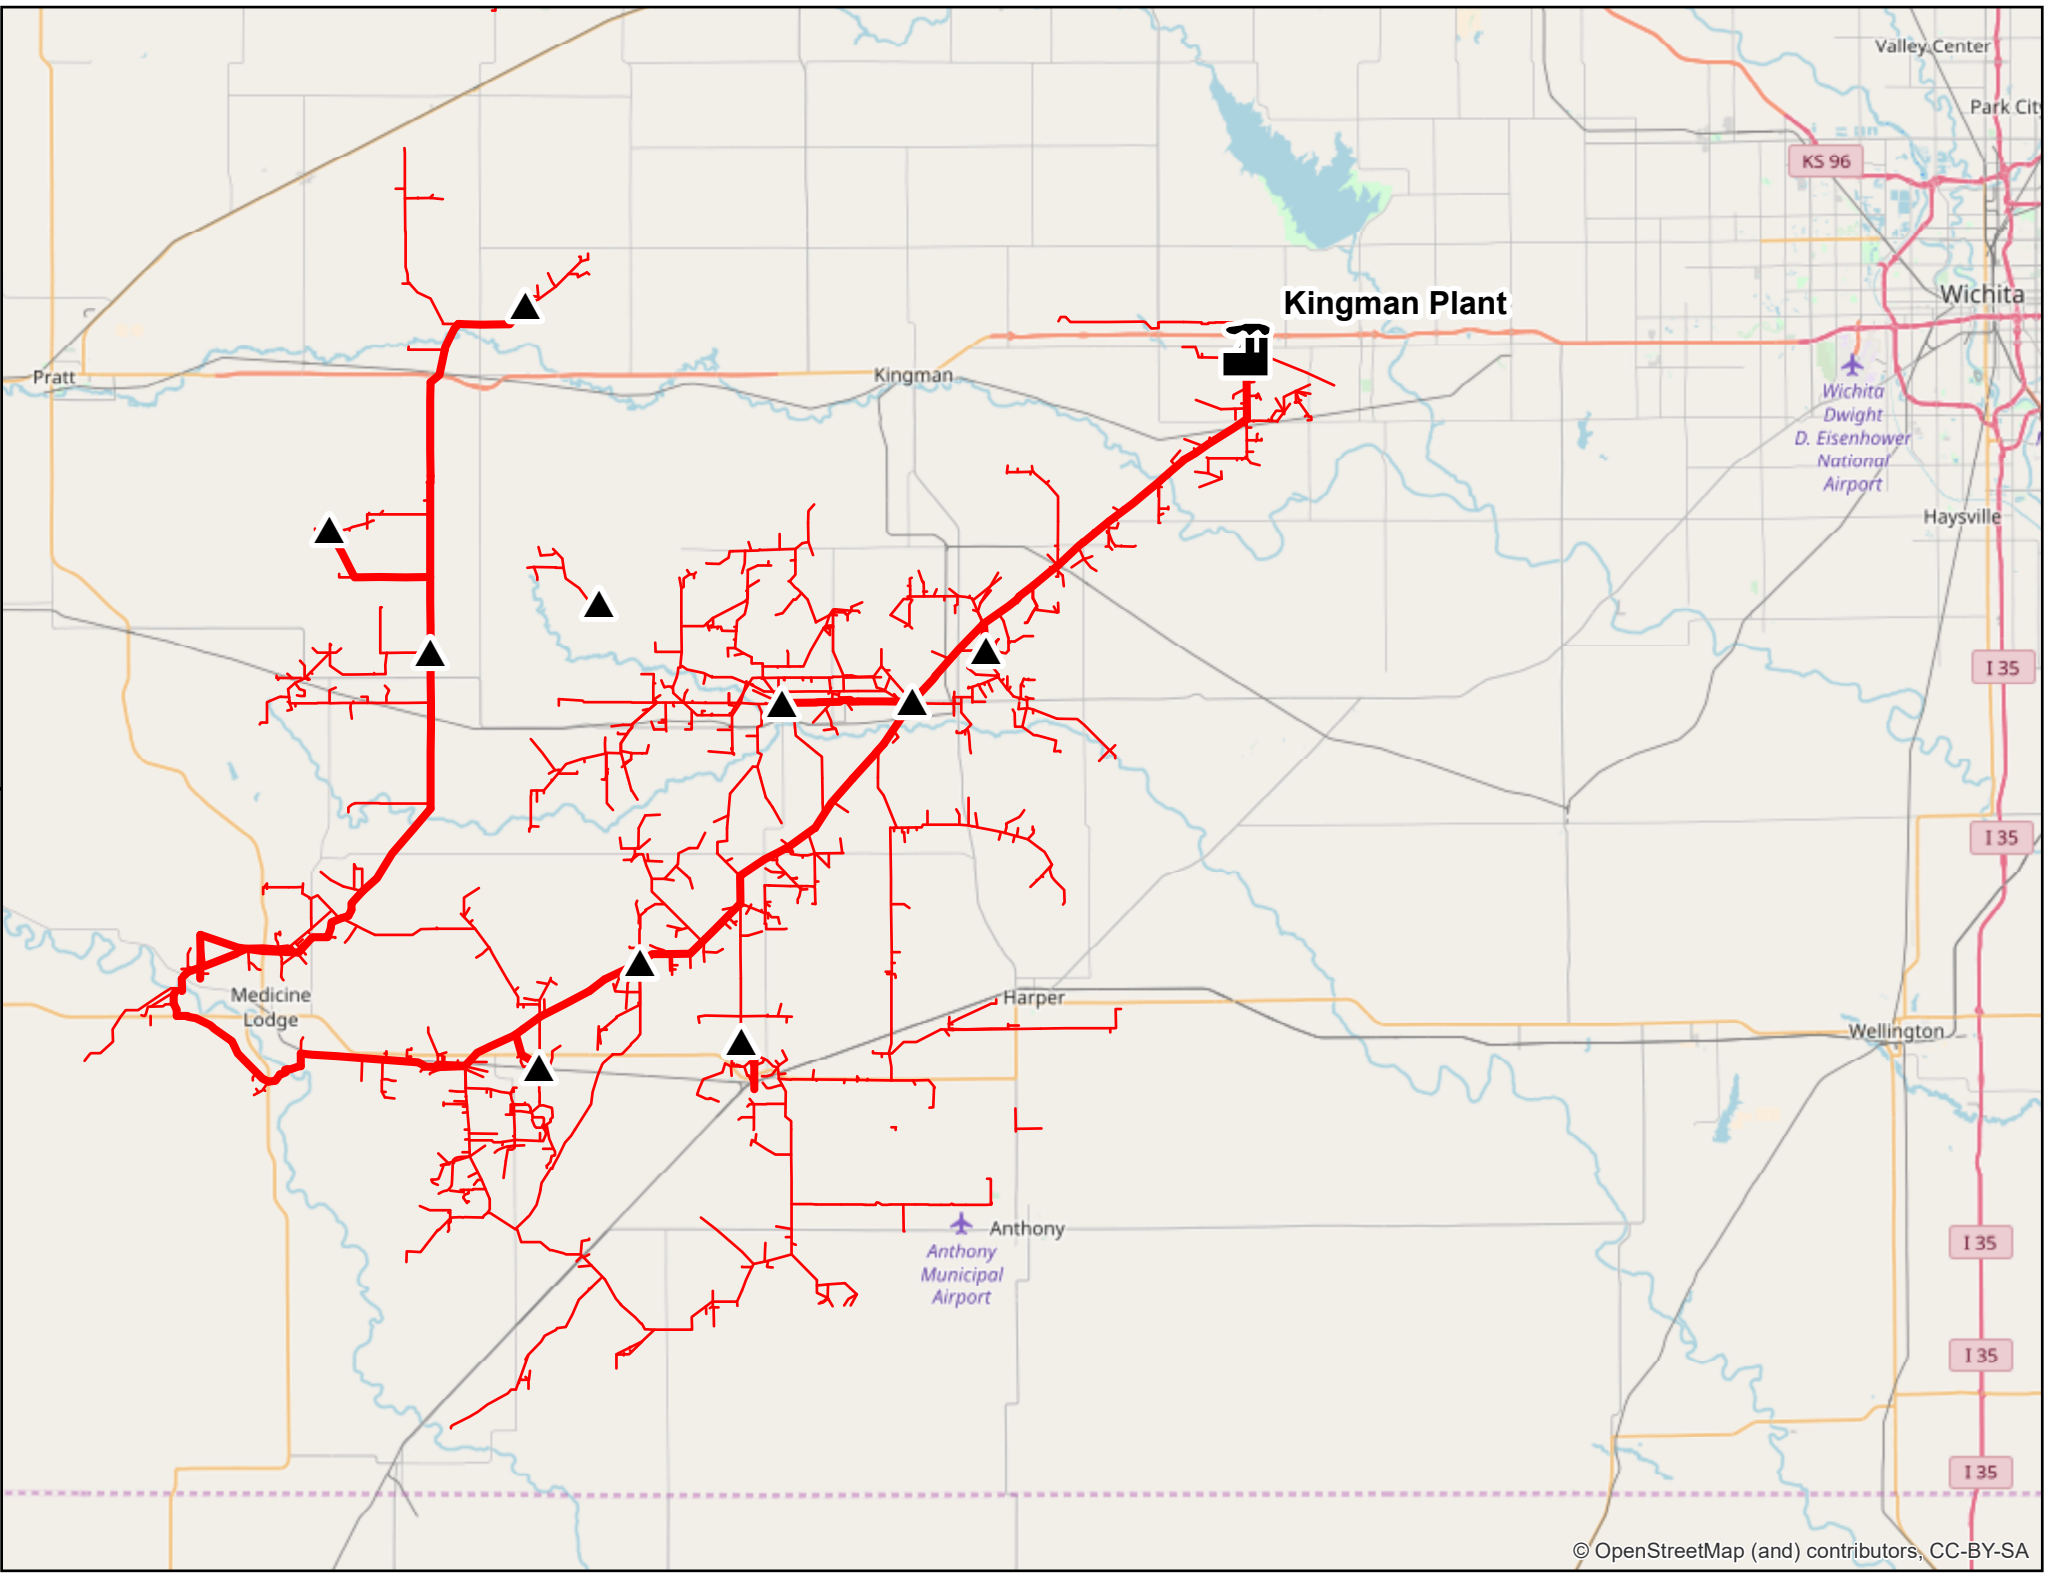 Valley Center
Park City
KS 96
Wichita
Kingman Plant
Pratt
Kingman
Wichita
Dwight
D. Eisenhower
National
Airport
Haysville
I 35
I 35
Medicine
Lodge
Harper
Wellington
Anthony
Anthony
Municipal
Airport
I 35
I 35
I 35
© OpenStreetMap (and) contributors, CC-BY-SA